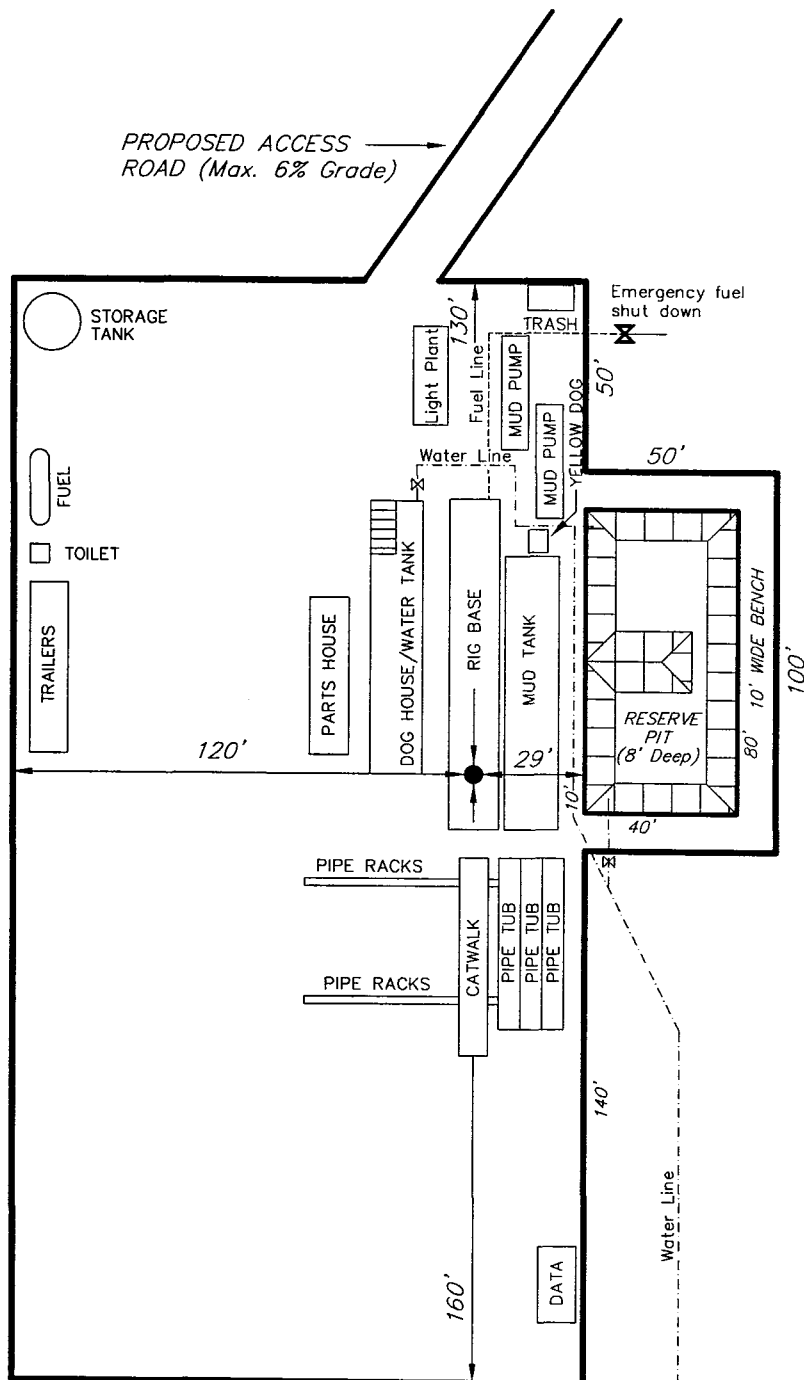 PROPOSED ACCESS
ROAD (Max. 6% Grade)
STORAGE
TANK
Light Plant
130'
Fuel Line
TRASH
Emergency fuel
shut down
50'
MUD PUMP
MUD PUMP
YELLOW DOG
Water Line
50'
FUEL
TOILET
TRAILERS
PARTS HOUSE
DOG HOUSE/WATER TANK
RIG BASE
MUD TANK
RESERVE
PIT
(8' Deep)
80'
10' WIDE BENCH
100'
120'
29'
10'
40'
PIPE RACKS
CATWALK
PIPE TUB
PIPE TUB
PIPE TUB
PIPE RACKS
140'
Water Line
DATA
160'